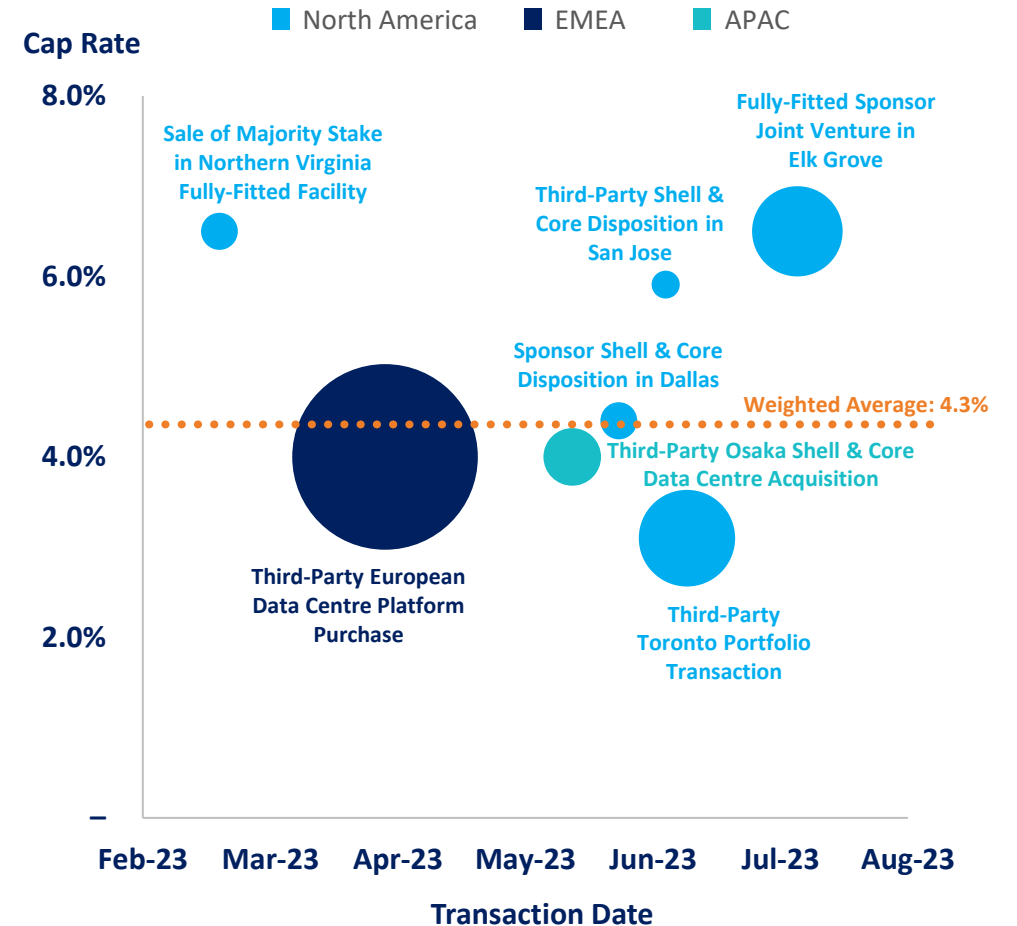 North America
EMEA
APAC
Cap Rate
8.0%
6.0%
4.0%
2.0%
–
Sale of Majority Stake
in Northern Virginia
Fully-Fitted Facility
Fully-Fitted Sponsor
Joint Venture in
Elk Grove
Third-Party Shell &
Core Disposition in
San Jose
Sponsor Shell & Core
Disposition in Dallas
Weighted Average: 4.3%
Third-Party Osaka Shell & Core
Data Centre Acquisition
Third-Party European
Data Centre Platform
Purchase
Third-Party
Toronto Portfolio
Transaction
Feb-23
Mar-23
Apr-23
May-23
Jun-23
Jul-23
Aug-23
Transaction Date